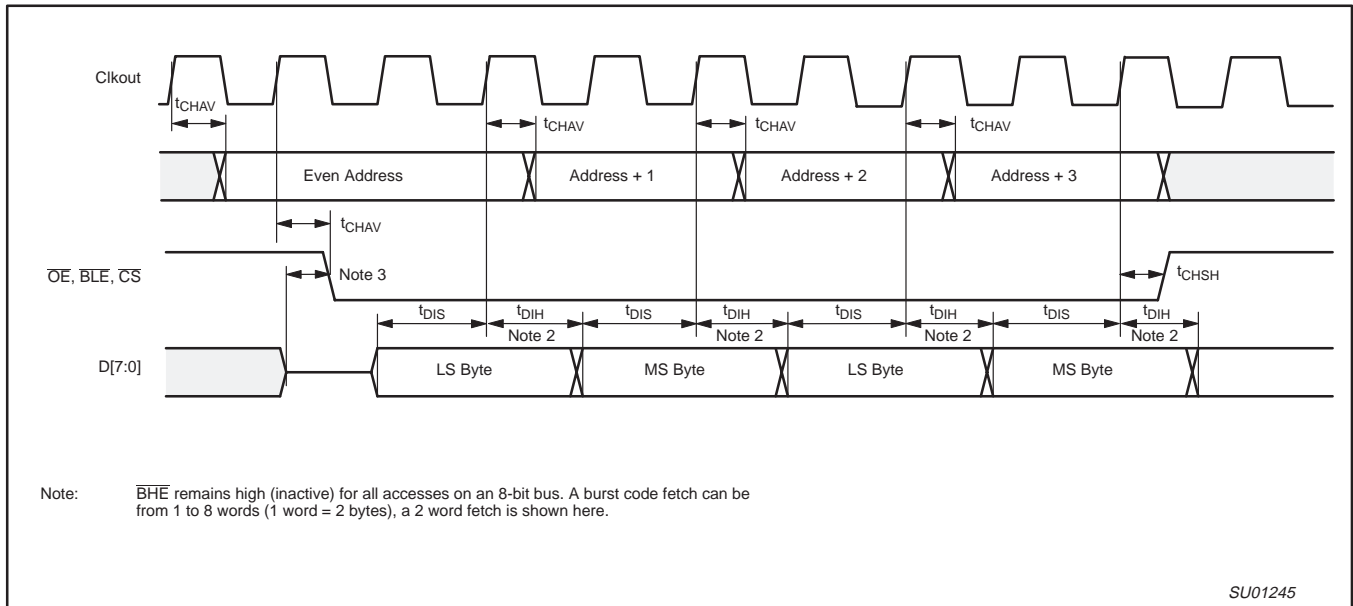 Clkout
tCHAV
tCHAV
tCHAV
tCHAV
Even Address
Address + 1
Address + 2
Address + 3
tCHAV
OE, BLE, CS
Note 3
tCHSH
tDIS
tDIH
tDIS
tDIH
tDIS
tDIH
tDIS
tDIH
Note 2
Note 2
Note 2
Note 2
D[7:0]
LS Byte
MS Byte
LS Byte
MS Byte
Note: BHE remains high (inactive) for all accesses on an 8-bit bus. A burst code fetch can be
from 1 to 8 words (1 word = 2 bytes), a 2 word fetch is shown here.
SU01245